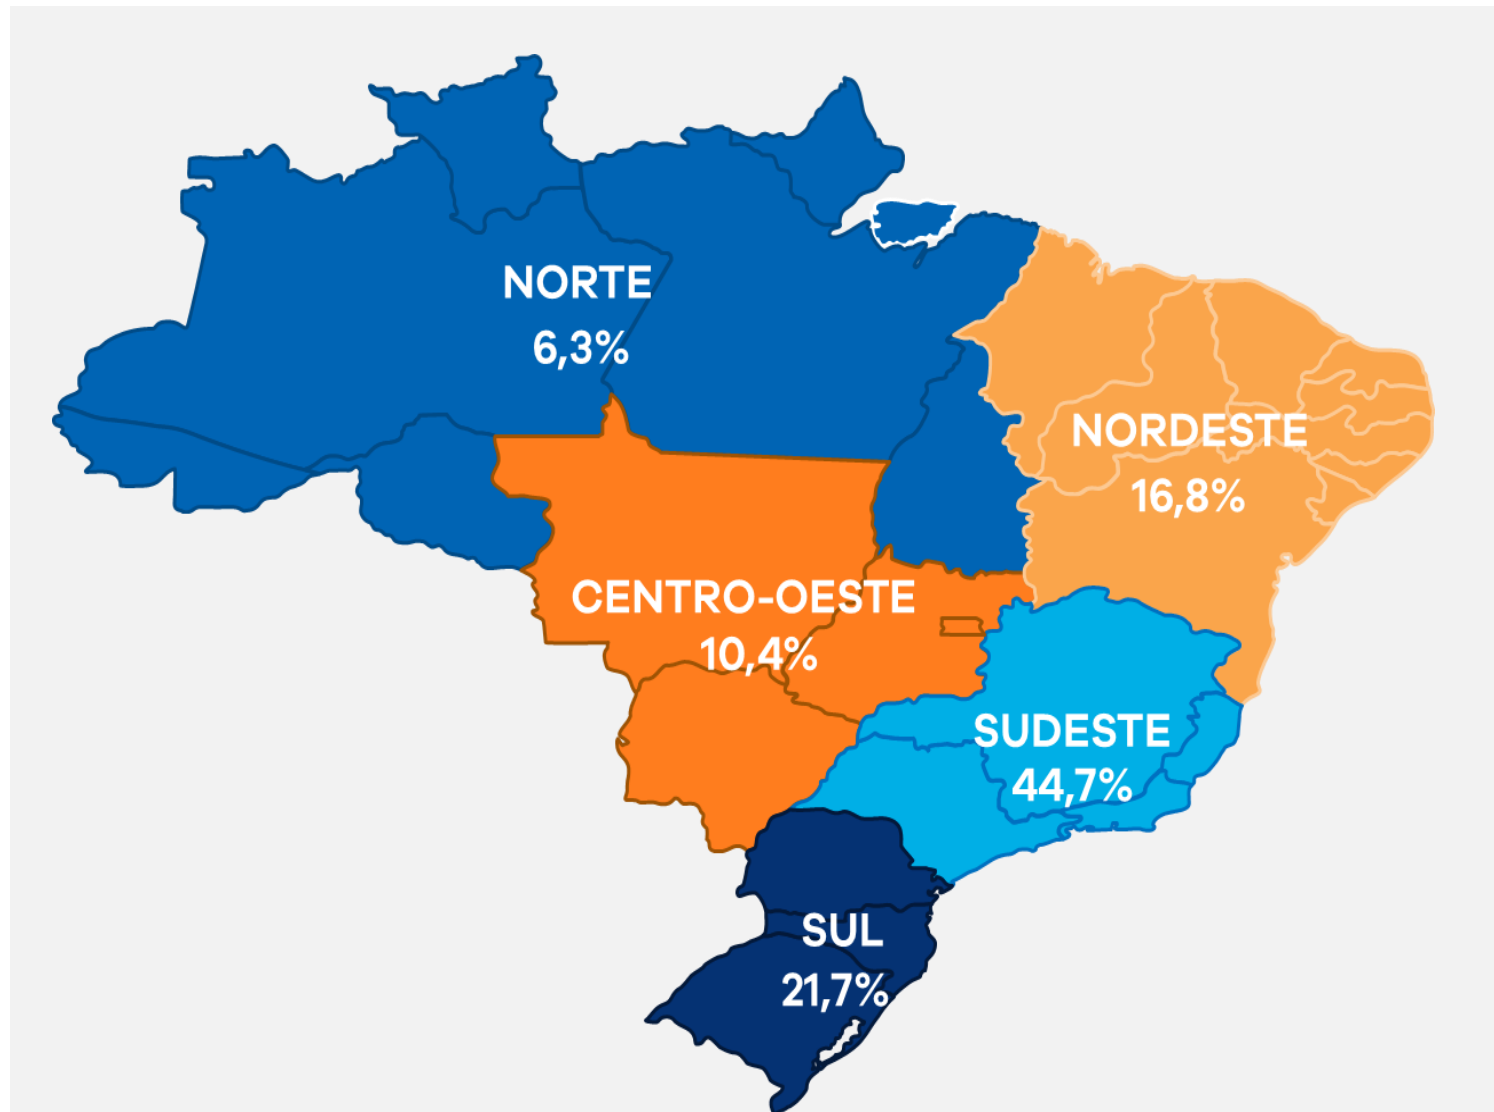 NORTE
6,3%
NORDESTE
16,8%
CENTRO-OESTE
10,4%
SUDESTE
44,7%
SUL
21,7%